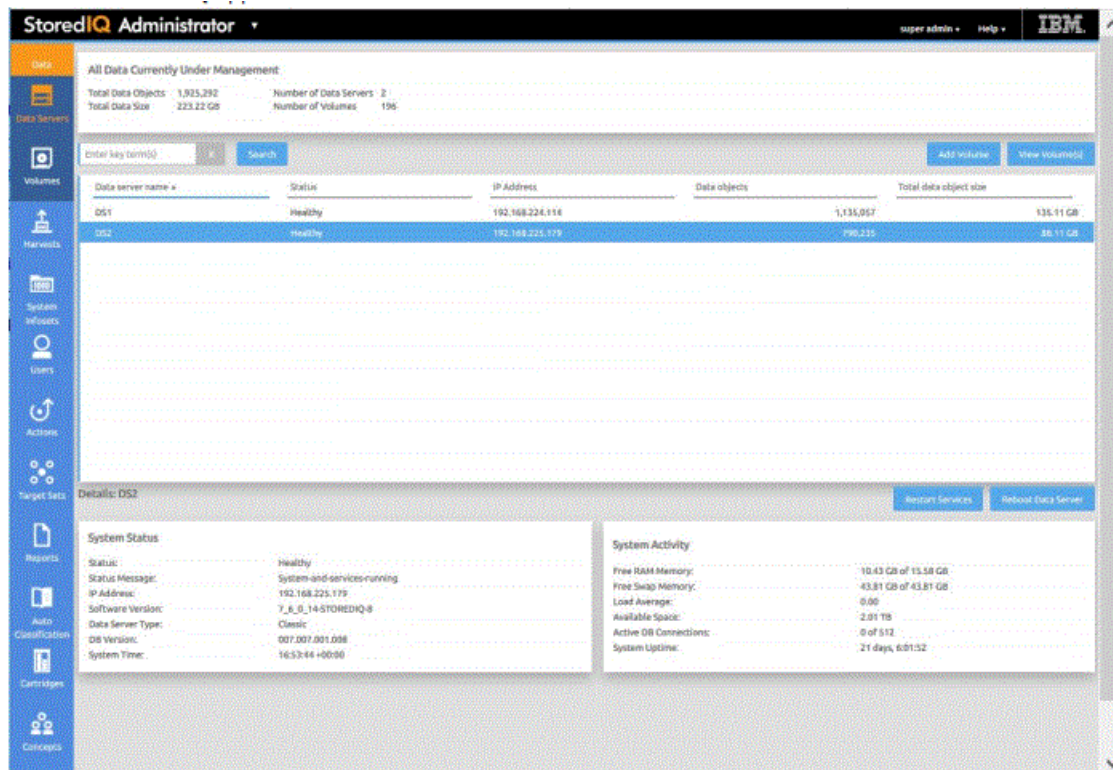 StoredIQ Administrator
super admin
Help
IBM.
Data
Data Servers
Volumes
Harvests
System Infosets
Users
Actions
Target Sets
Reports
Auto Classification
Cartridges
Concepts
All Data Currently Under Management
Total Data Objects 1,925,292 Number of Data Servers 2
Total Data Size 223.22 GB Number of Volumes 196
Enter key term(s) Search Add Volume View Volume(s)
Data server name Status IP Address Data objects Total data object size
DS1 Healthy 192.168.224.114 1,135,057 135.11 GB
DS2 Healthy 192.168.225.179 790,235 88.11 GB
Details: DS2 Restart Services Reboot Data Server
System Status
Status: Healthy
Status Message: System-and-services-running
IP Address: 192.168.225.179
Software Version: 7_6_0_14-STOREDIQ-8
Data Server Type: Classic
DB Version: 007.007.001.008
System Time: 16:53:44 +00:00
System Activity
Free RAM Memory: 10.43 GB of 15.58 GB
Free Swap Memory: 43.81 GB of 43.81 GB
Load Average: 0.00
Available Space: 2.01 TB
Active DB Connections: 0 of 512
System Uptime: 21 days, 6:01:52